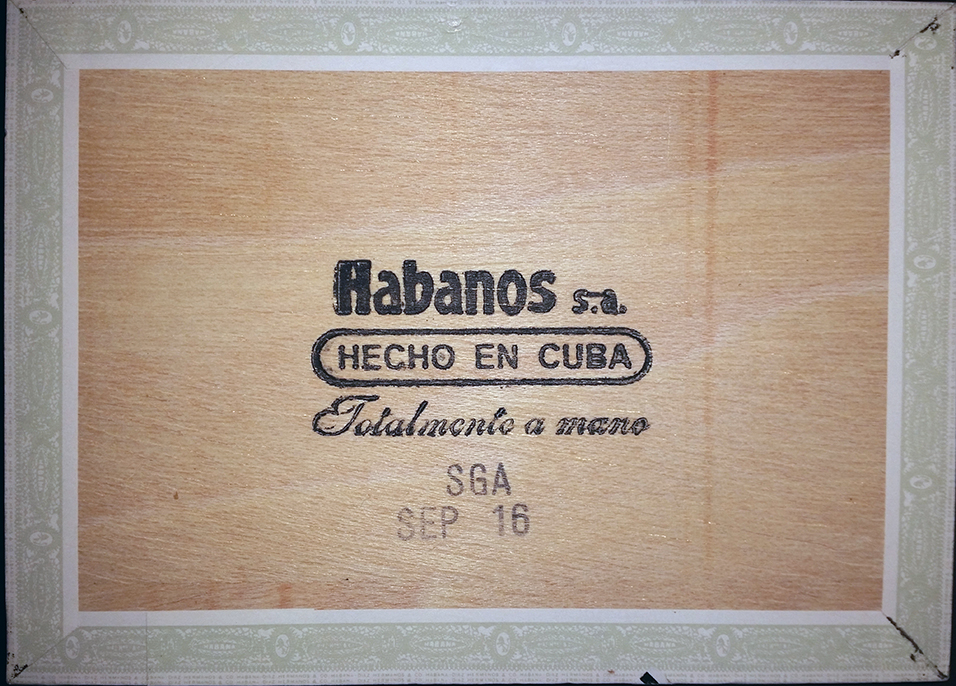 Habanos s.a.
HECHO EN CUBA
Totalmente a mano
SGA
SEP 16